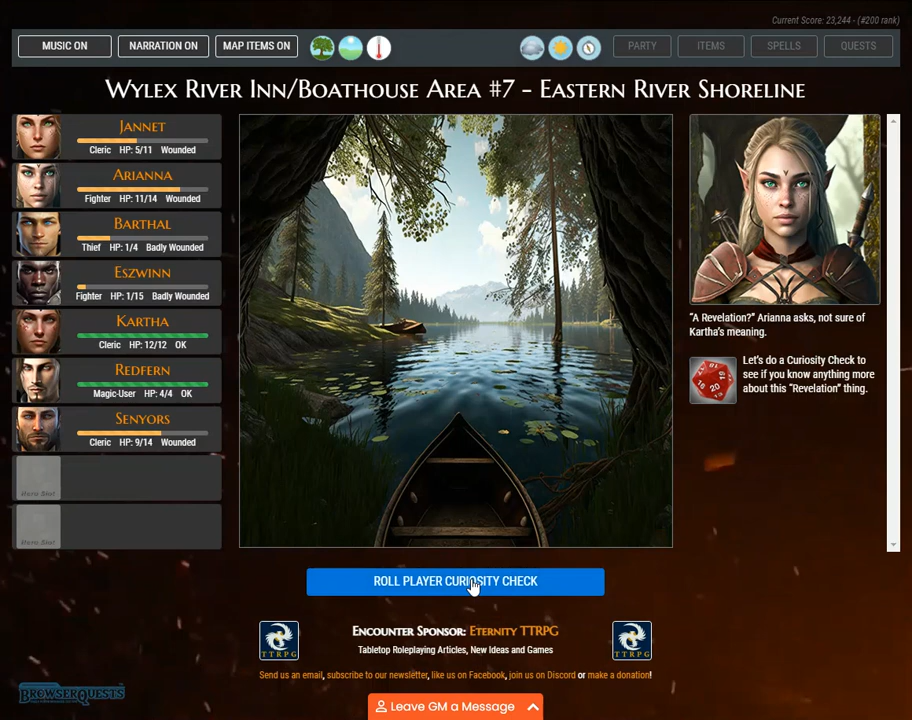 Current Score: 23,244 - (#200 rank)
MUSIC ON
NARRATION ON
MAP ITEMS ON
PARTY
ITEMS
SPELLS
QUESTS
Wylex River Inn/Boathouse Area #7 - Eastern River Shoreline
Jannet
Cleric HP: 5/11 Wounded
Arianna
Fighter HP: 11/14 Wounded
Barthal
Thief HP: 1/4 Badly Wounded
Eszwinn
Fighter HP: 1/15 Badly Wounded
Kartha
Cleric HP: 12/12 OK
Redfern
Magic-User HP: 4/4 OK
Senyors
Cleric HP: 9/14 Wounded
Hero Slot
Hero Slot
"A Revelation?" Arianna asks, not sure of
Kartha's meaning.
20
Let's do a Curiosity Check to
see if you know anything more
about this "Revelation" thing.
ROLL PLAYER CURIOSITY CHECK
TTRPG
Encounter Sponsor: Eternity TTRPG
Tabletop Roleplaying Articles, New Ideas and Games
TTRPG
Send us an email, subscribe to our newsletter, like us on Facebook, join us on Discord or make a donation!
BrowserQuests
Leave GM a Message